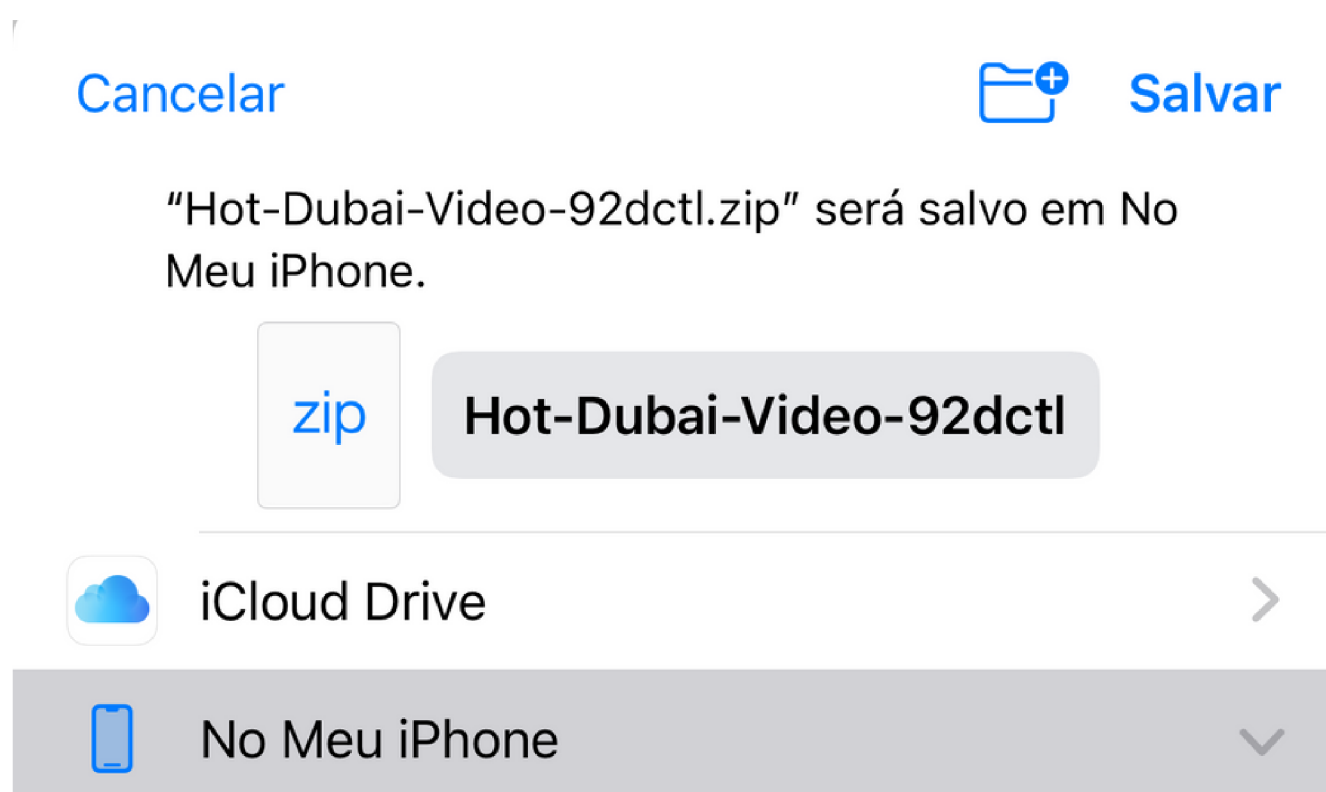 Cancelar
Salvar
“Hot-Dubai-Video-92dctl.zip” será salvo em No
Meu iPhone.
zip
Hot-Dubai-Video-92dctl
iCloud Drive
No Meu iPhone